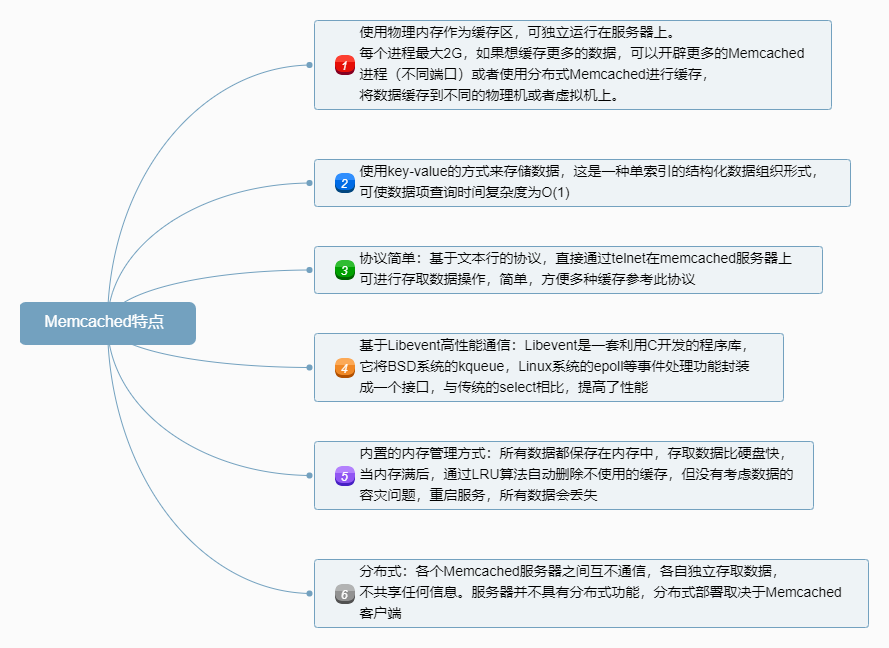 使用物理内存作为缓存区，可独立运行在服务器上。
每个进程最大2G，如果想缓存更多的数据，可以开辟更多的Memcached
进程（不同端口）或者使用分布式Memcached进行缓存，
将数据缓存到不同的物理机或者虚拟机上。
1
使用key-value的方式来存储数据，这是一种单索引的结构化数据组织形式，
可使数据项查询时间复杂度为O(1)
2
协议简单：基于文本行的协议，直接通过telnet在memcached服务器上
可进行存取数据操作，简单，方便多种缓存参考此协议
3
Memcached特点
基于Libevent高性能通信：Libevent是一套利用C开发的程序库，
它将BSD系统的kqueue，Linux系统的epoll等事件处理功能封装
成一个接口，与传统的select相比，提高了性能
4
内置的内存管理方式：所有数据都保存在内存中，存取数据比硬盘快，
当内存满后，通过LRU算法自动删除不使用的缓存，但没有考虑数据的
容灾问题，重启服务，所有数据会丢失
5
分布式：各个Memcached服务器之间互不通信，各自独立存取数据，
不共享任何信息。服务器并不具有分布式功能，分布式部署取决于Memcached
客户端
6